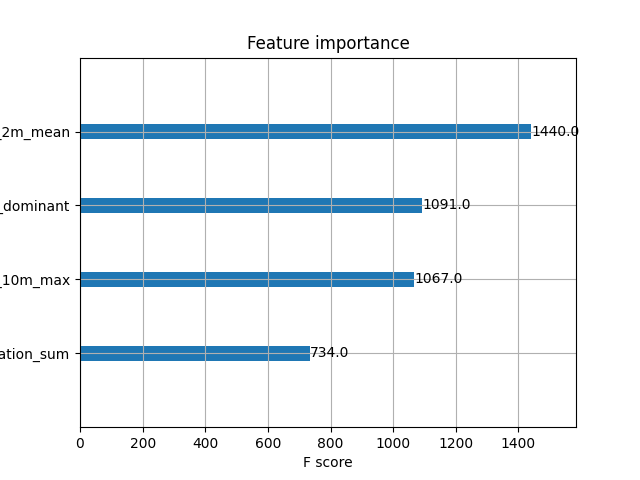 Feature importance
_2m_mean
1440.0
_dominant
1091.0
_10m_max
1067.0
ation_sum
734.0
0 200 400 600 800 1000 1200 1400
F score